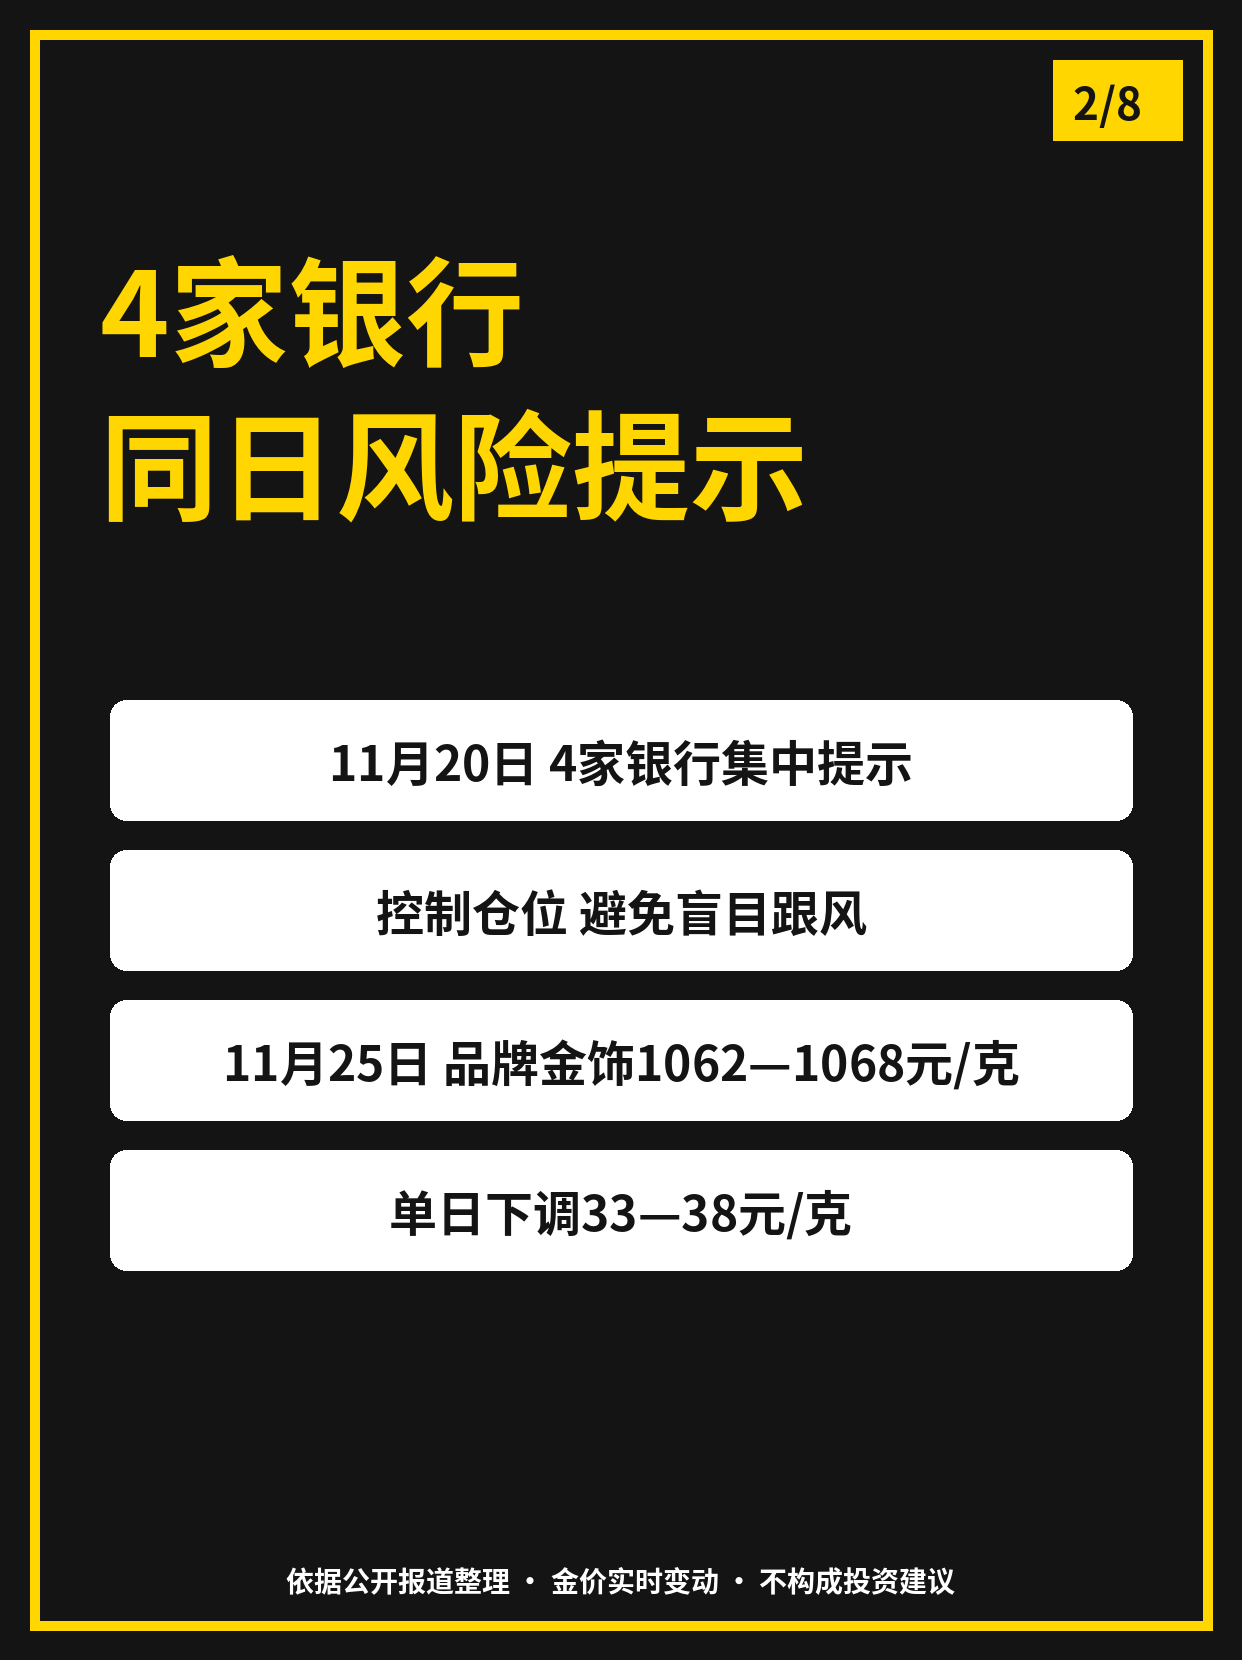 2/8
4家银行
同日风险提示
11月20日 4家银行集中提示
控制仓位 避免盲目跟风
11月25日 品牌金饰1062—1068元/克
单日下调33—38元/克
依据公开报道整理 · 金价实时变动 · 不构成投资建议